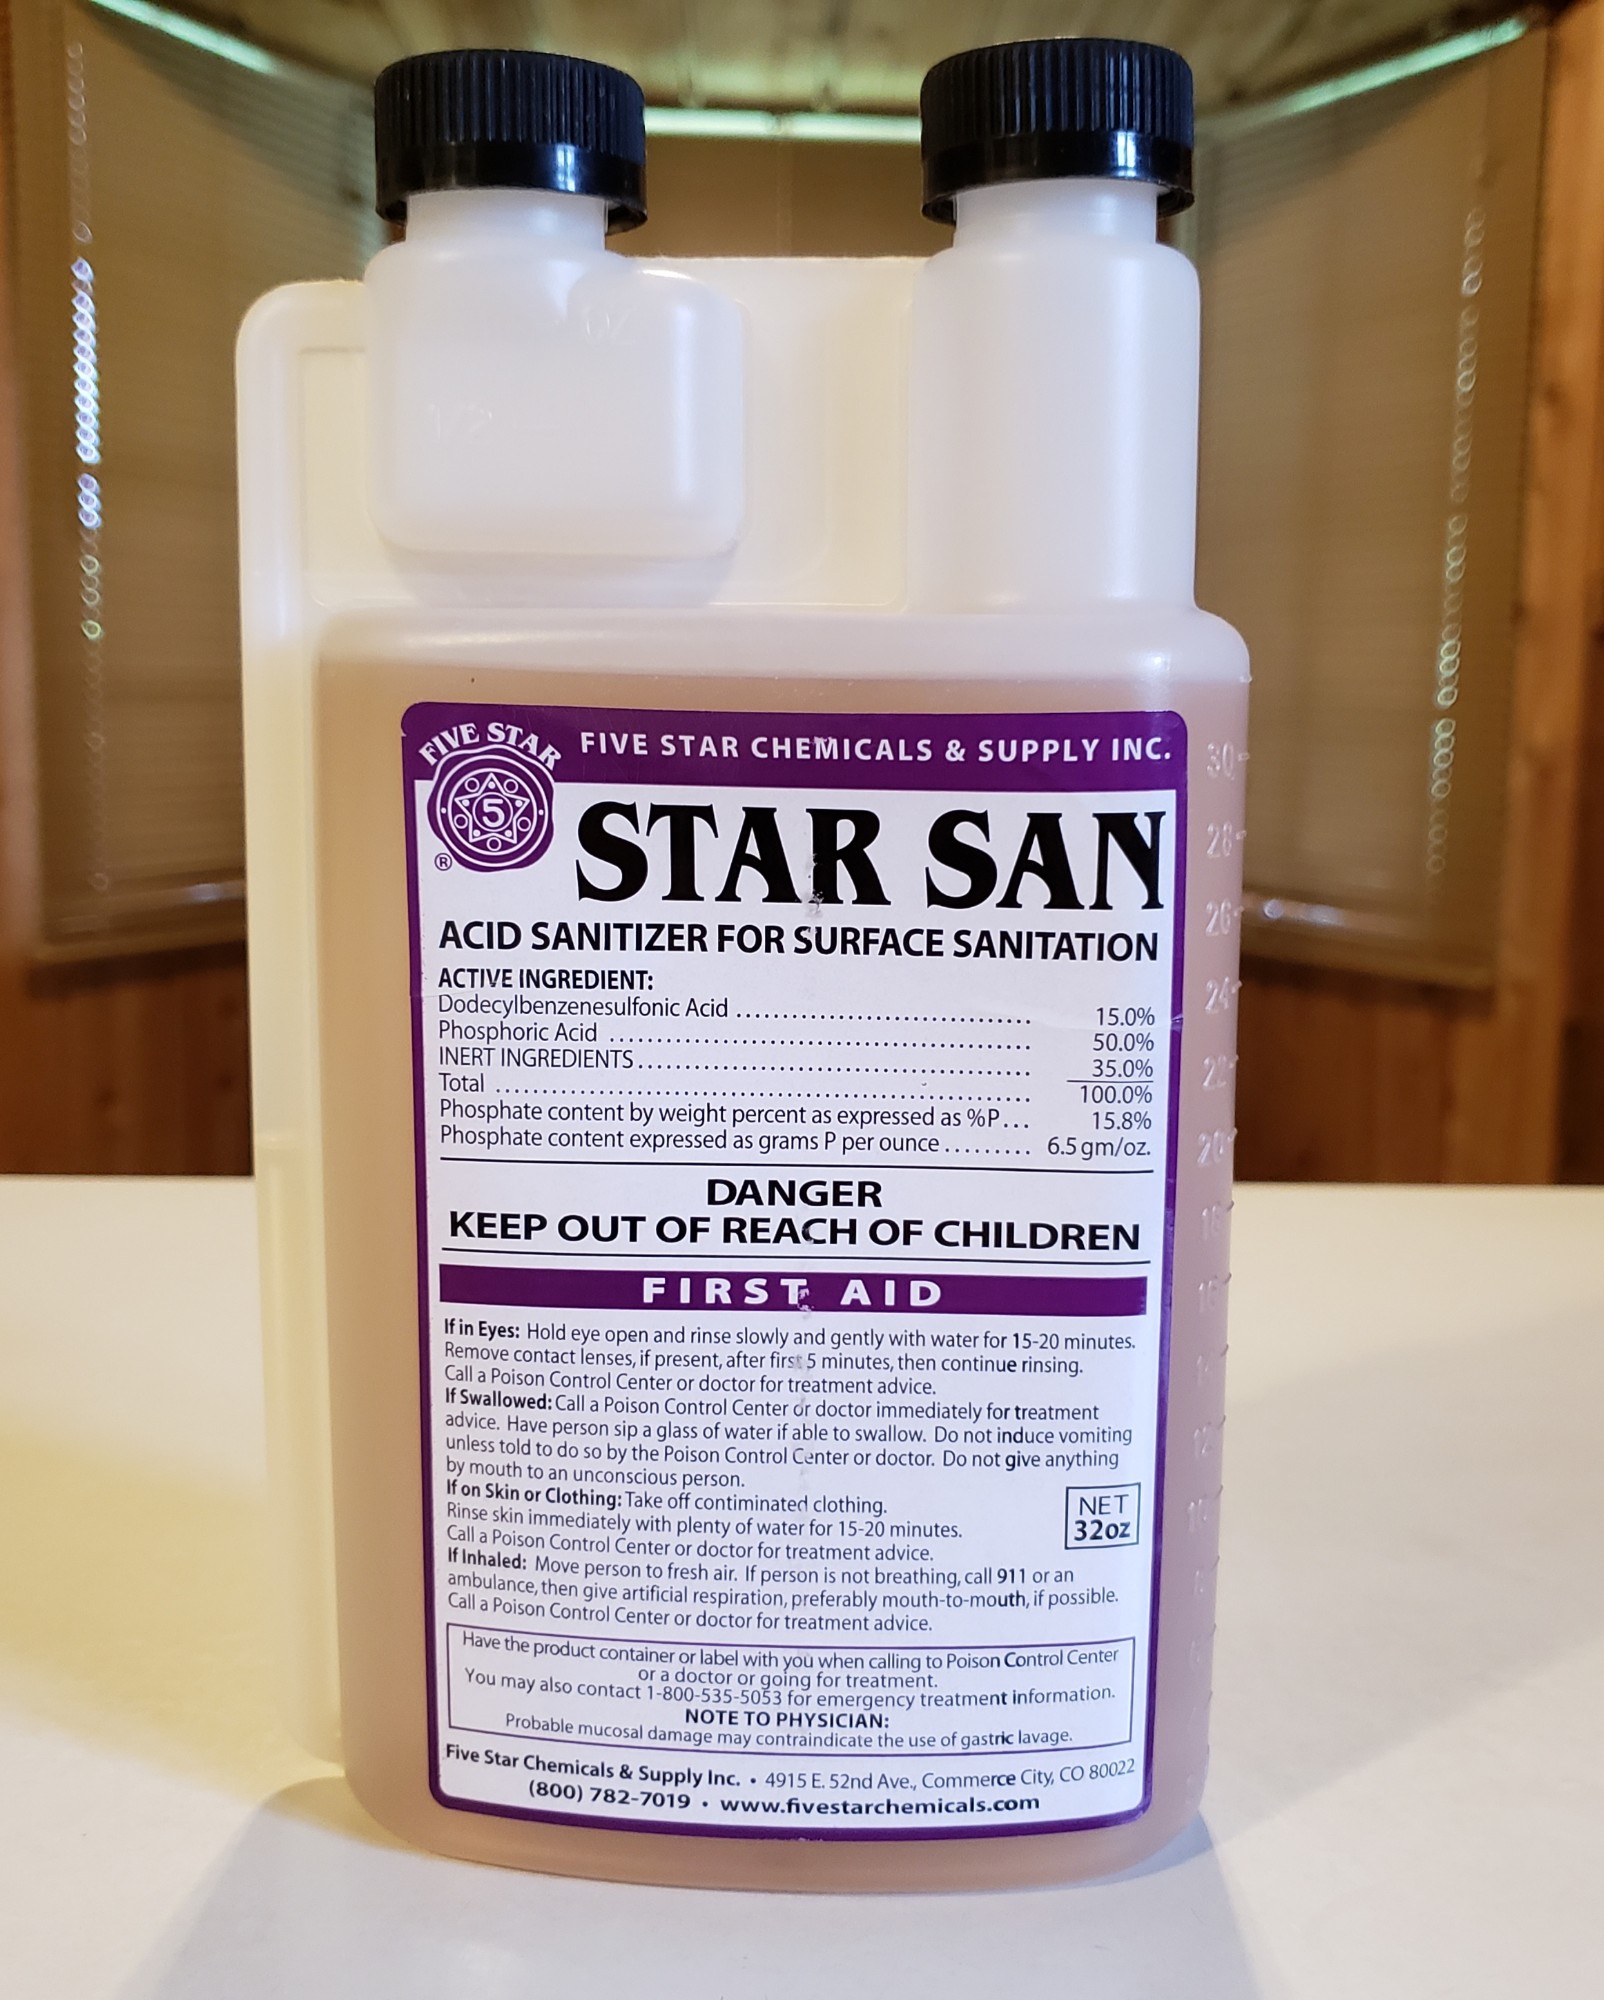 OZ
1/2
FIVE STAR
5
®
FIVE STAR CHEMICALS & SUPPLY INC.
STAR SAN
ACID SANITIZER FOR SURFACE SANITATION
ACTIVE INGREDIENT:
Dodecylbenzenesulfonic Acid ................................ 15.0%
Phosphoric Acid ............................................. 50.0%
INERT INGREDIENTS.......................................... 35.0%
Total ......................................................... 100.0%
Phosphate content by weight percent as expressed as %P... 15.8%
Phosphate content expressed as grams P per ounce ......... 6.5 gm/oz.
DANGER
KEEP OUT OF REACH OF CHILDREN
FIRST AID
If in Eyes: Hold eye open and rinse slowly and gently with water for 15-20 minutes.
Remove contact lenses, if present, after first 5 minutes, then continue rinsing.
Call a Poison Control Center or doctor for treatment advice.
If Swallowed: Call a Poison Control Center or doctor immediately for treatment
advice. Have person sip a glass of water if able to swallow. Do not induce vomiting
unless told to do so by the Poison Control Center or doctor. Do not give anything
by mouth to an unconscious person.
If on Skin or Clothing: Take off contiminated clothing.
Rinse skin immediately with plenty of water for 15-20 minutes.
Call a Poison Control Center or doctor for treatment advice.
NET
32oz
If Inhaled: Move person to fresh air. If person is not breathing, call 911 or an
ambulance, then give artificial respiration, preferably mouth-to-mouth, if possible.
Call a Poison Control Center or doctor for treatment advice.
Have the product container or label with you when calling to Poison Control Center
or a doctor or going for treatment.
You may also contact 1-800-535-5053 for emergency treatment information.
NOTE TO PHYSICIAN:
Probable mucosal damage may contraindicate the use of gastric lavage.
Five Star Chemicals & Supply Inc. • 4915 E. 52nd Ave., Commerce City, CO 80022
(800) 782-7019 • www.fivestarchemicals.com
30
28
26
24
22
20